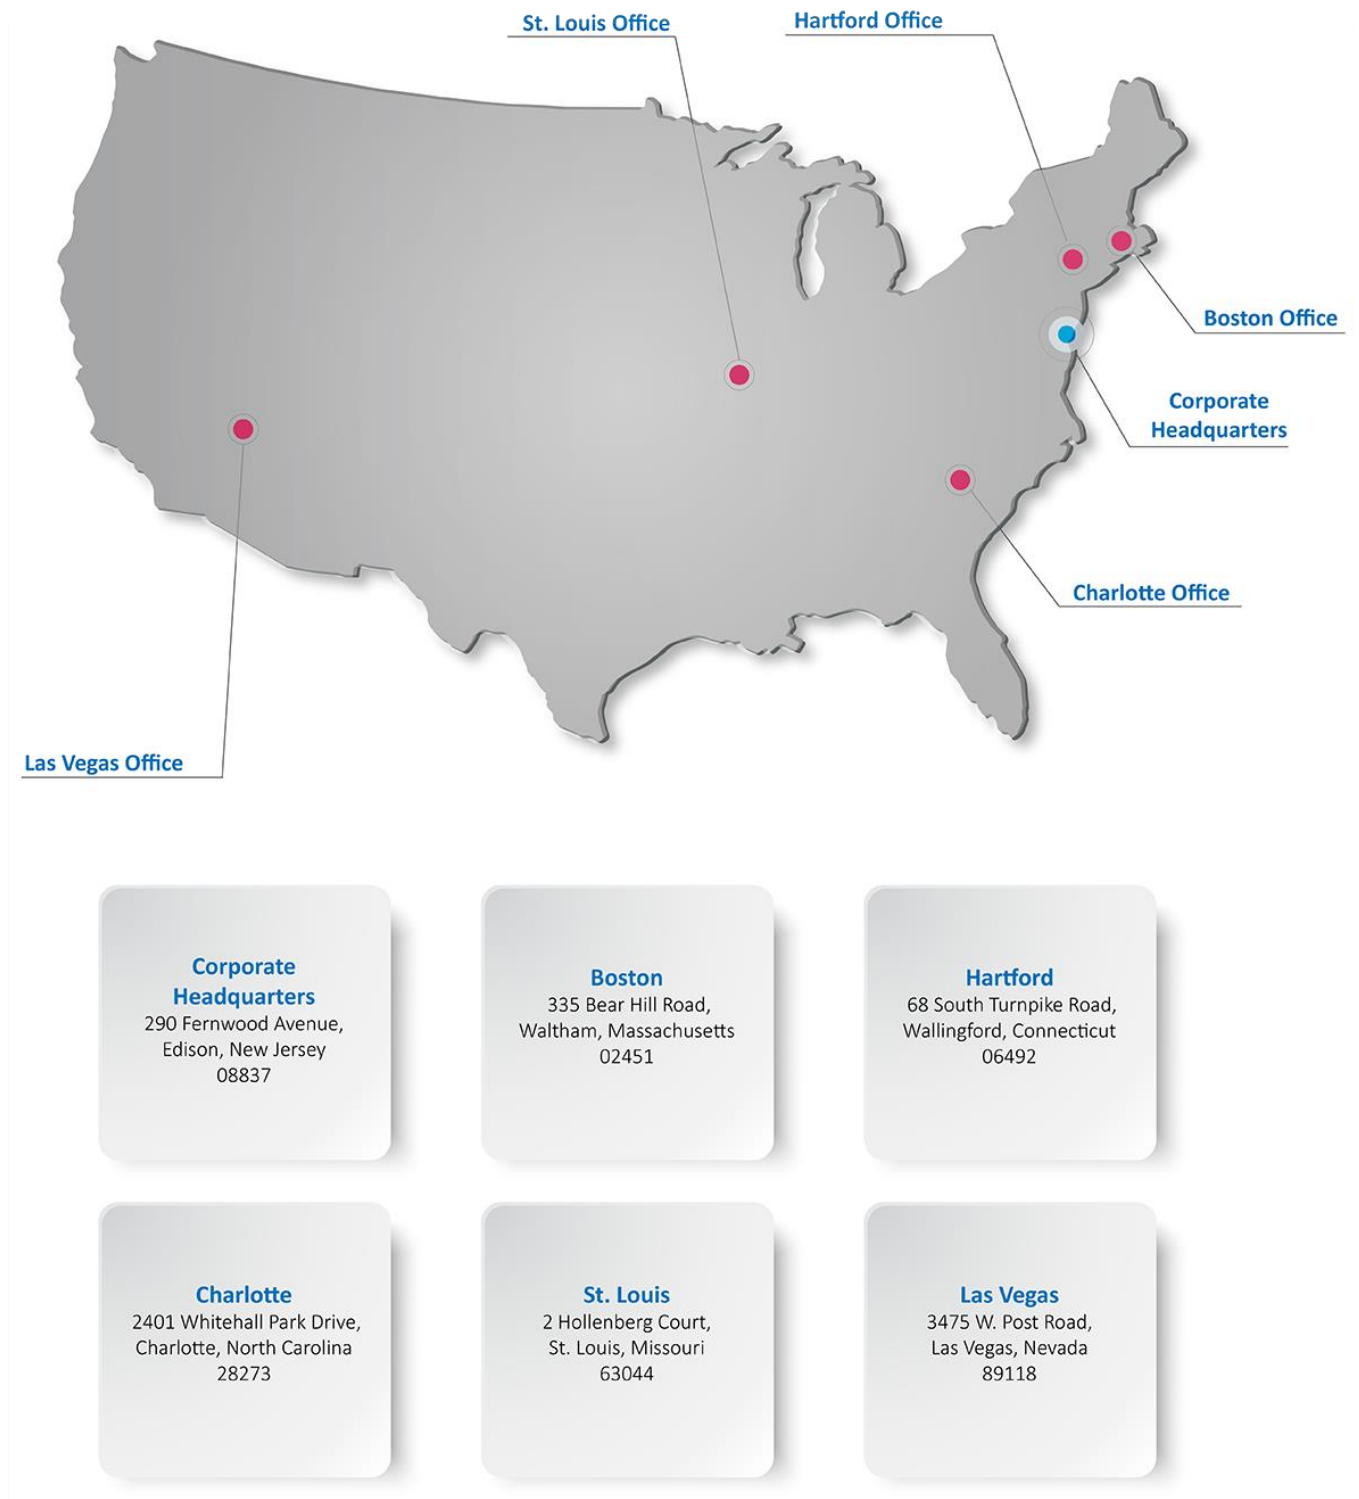 St. Louis Office
Hartford Office
Boston Office
Corporate
Headquarters
Charlotte Office
Las Vegas Office
Corporate
Headquarters
290 Fernwood Avenue,
Edison, New Jersey
08837
Boston
335 Bear Hill Road,
Waltham, Massachusetts
02451
Hartford
68 South Turnpike Road,
Wallingford, Connecticut
06492
Charlotte
2401 Whitehall Park Drive,
Charlotte, North Carolina
28273
St. Louis
2 Hollenberg Court,
St. Louis, Missouri
63044
Las Vegas
3475 W. Post Road,
Las Vegas, Nevada
89118